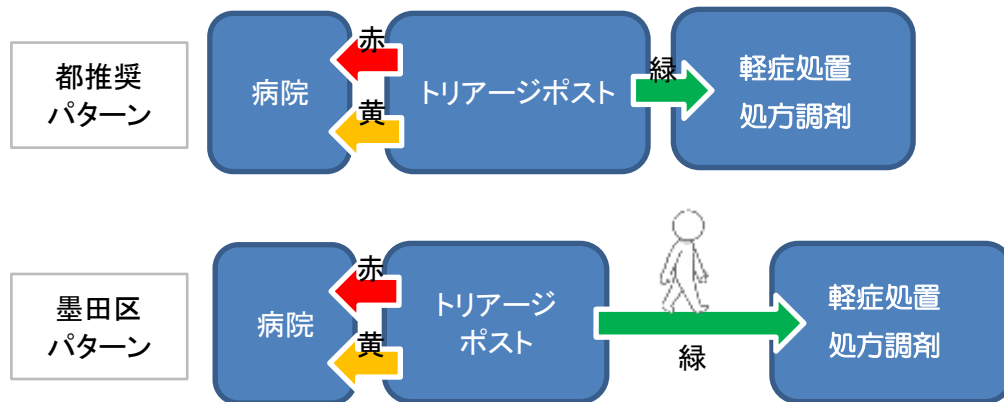 都推奨
パターン
病院
赤
黄
トリアージポスト
緑
軽症処置
処方調剤
墨田区
パターン
病院
赤
黄
トリアージ
ポスト
緑
軽症処置
処方調剤